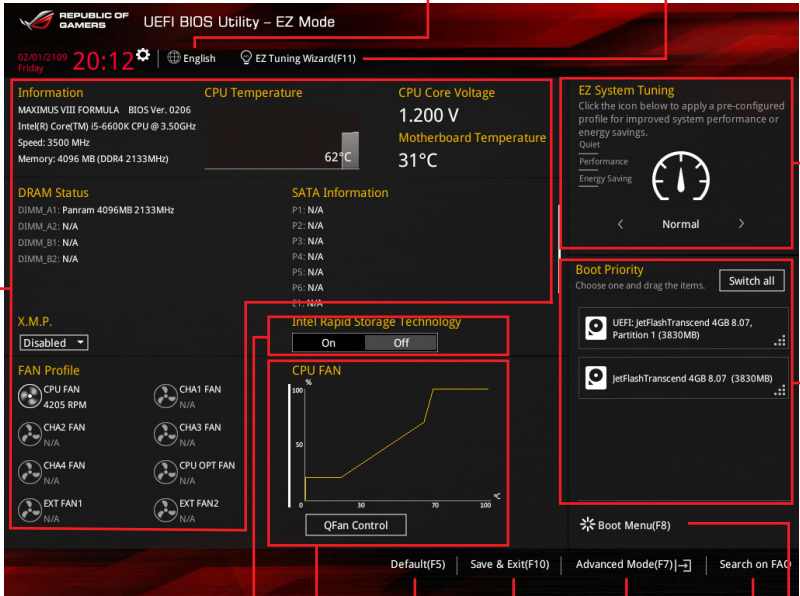 REPUBLIC OF
GAMERS
UEFI BIOS Utility – EZ Mode
02/01/2109
Friday
20:12
English
EZ Tuning Wizard(F11)
Information
MAXIMUS VIII FORMULA BIOS Ver. 0206
Intel(R) Core(TM) i5-6600K CPU @ 3.50GHz
Speed: 3500 MHz
Memory: 4096 MB (DDR4 2133MHz)
CPU Temperature
62°C
CPU Core Voltage
1.200 V
Motherboard Temperature
31°C
EZ System Tuning
Click the icon below to apply a pre-configured
profile for improved system performance or
energy savings.
Quiet
Performance
Energy Saving
Normal
DRAM Status
DIMM_A1: Panram 4096MB 2133MHz
DIMM_A2: N/A
DIMM_B1: N/A
DIMM_B2: N/A
SATA Information
P1: N/A
P2: N/A
P3: N/A
P4: N/A
P5: N/A
P6: N/A
E1: N/A
Boot Priority
Choose one and drag the items.
Switch all
UEFI: JetFlashTranscend 4GB 8.07,
Partition 1 (3830MB)
JetFlashTranscend 4GB 8.07 (3830MB)
X.M.P.
Disabled
Intel Rapid Storage Technology
On Off
FAN Profile
CPU FAN
4205 RPM
CHA1 FAN
N/A
CHA2 FAN
N/A
CHA3 FAN
N/A
CHA4 FAN
N/A
CPU OPT FAN
N/A
EXT FAN1
N/A
EXT FAN2
N/A
CPU FAN
%
100
50
0 30 70 100
°C
QFan Control
Boot Menu(F8)
Default(F5)
Save & Exit(F10)
Advanced Mode(F7)
Search on FAQ